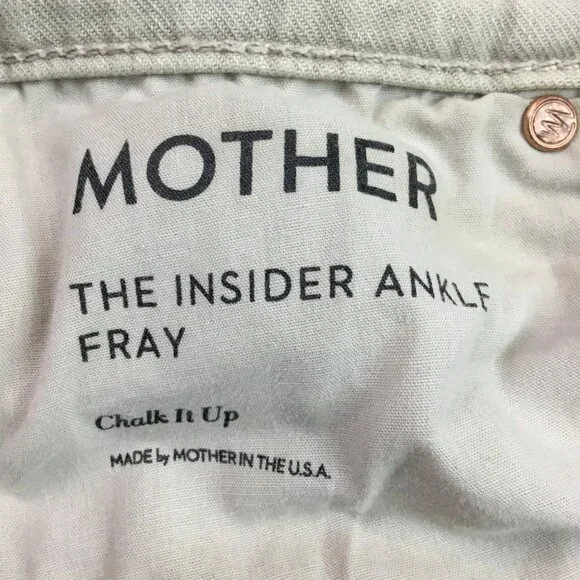 MOTHER
THE INSIDER ANKLE
FRAY
Chalk It Up
MADE by MOTHER IN THE U.S.A.